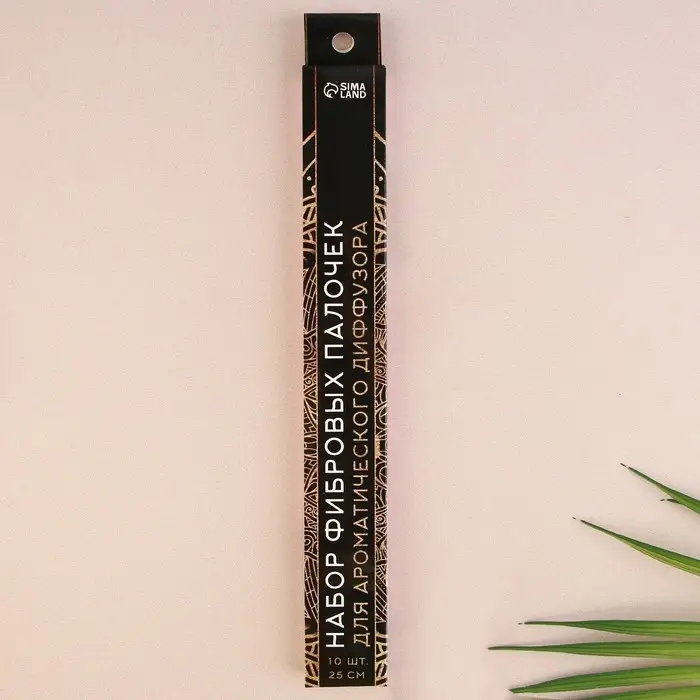 SIMA
LAND
НАБОР ФИБРОВЫХ ПАЛОЧЕК
ДЛЯ АРОМАТИЧЕСКОГО ДИФФУЗОРА
10 ШТ.
25 СМ